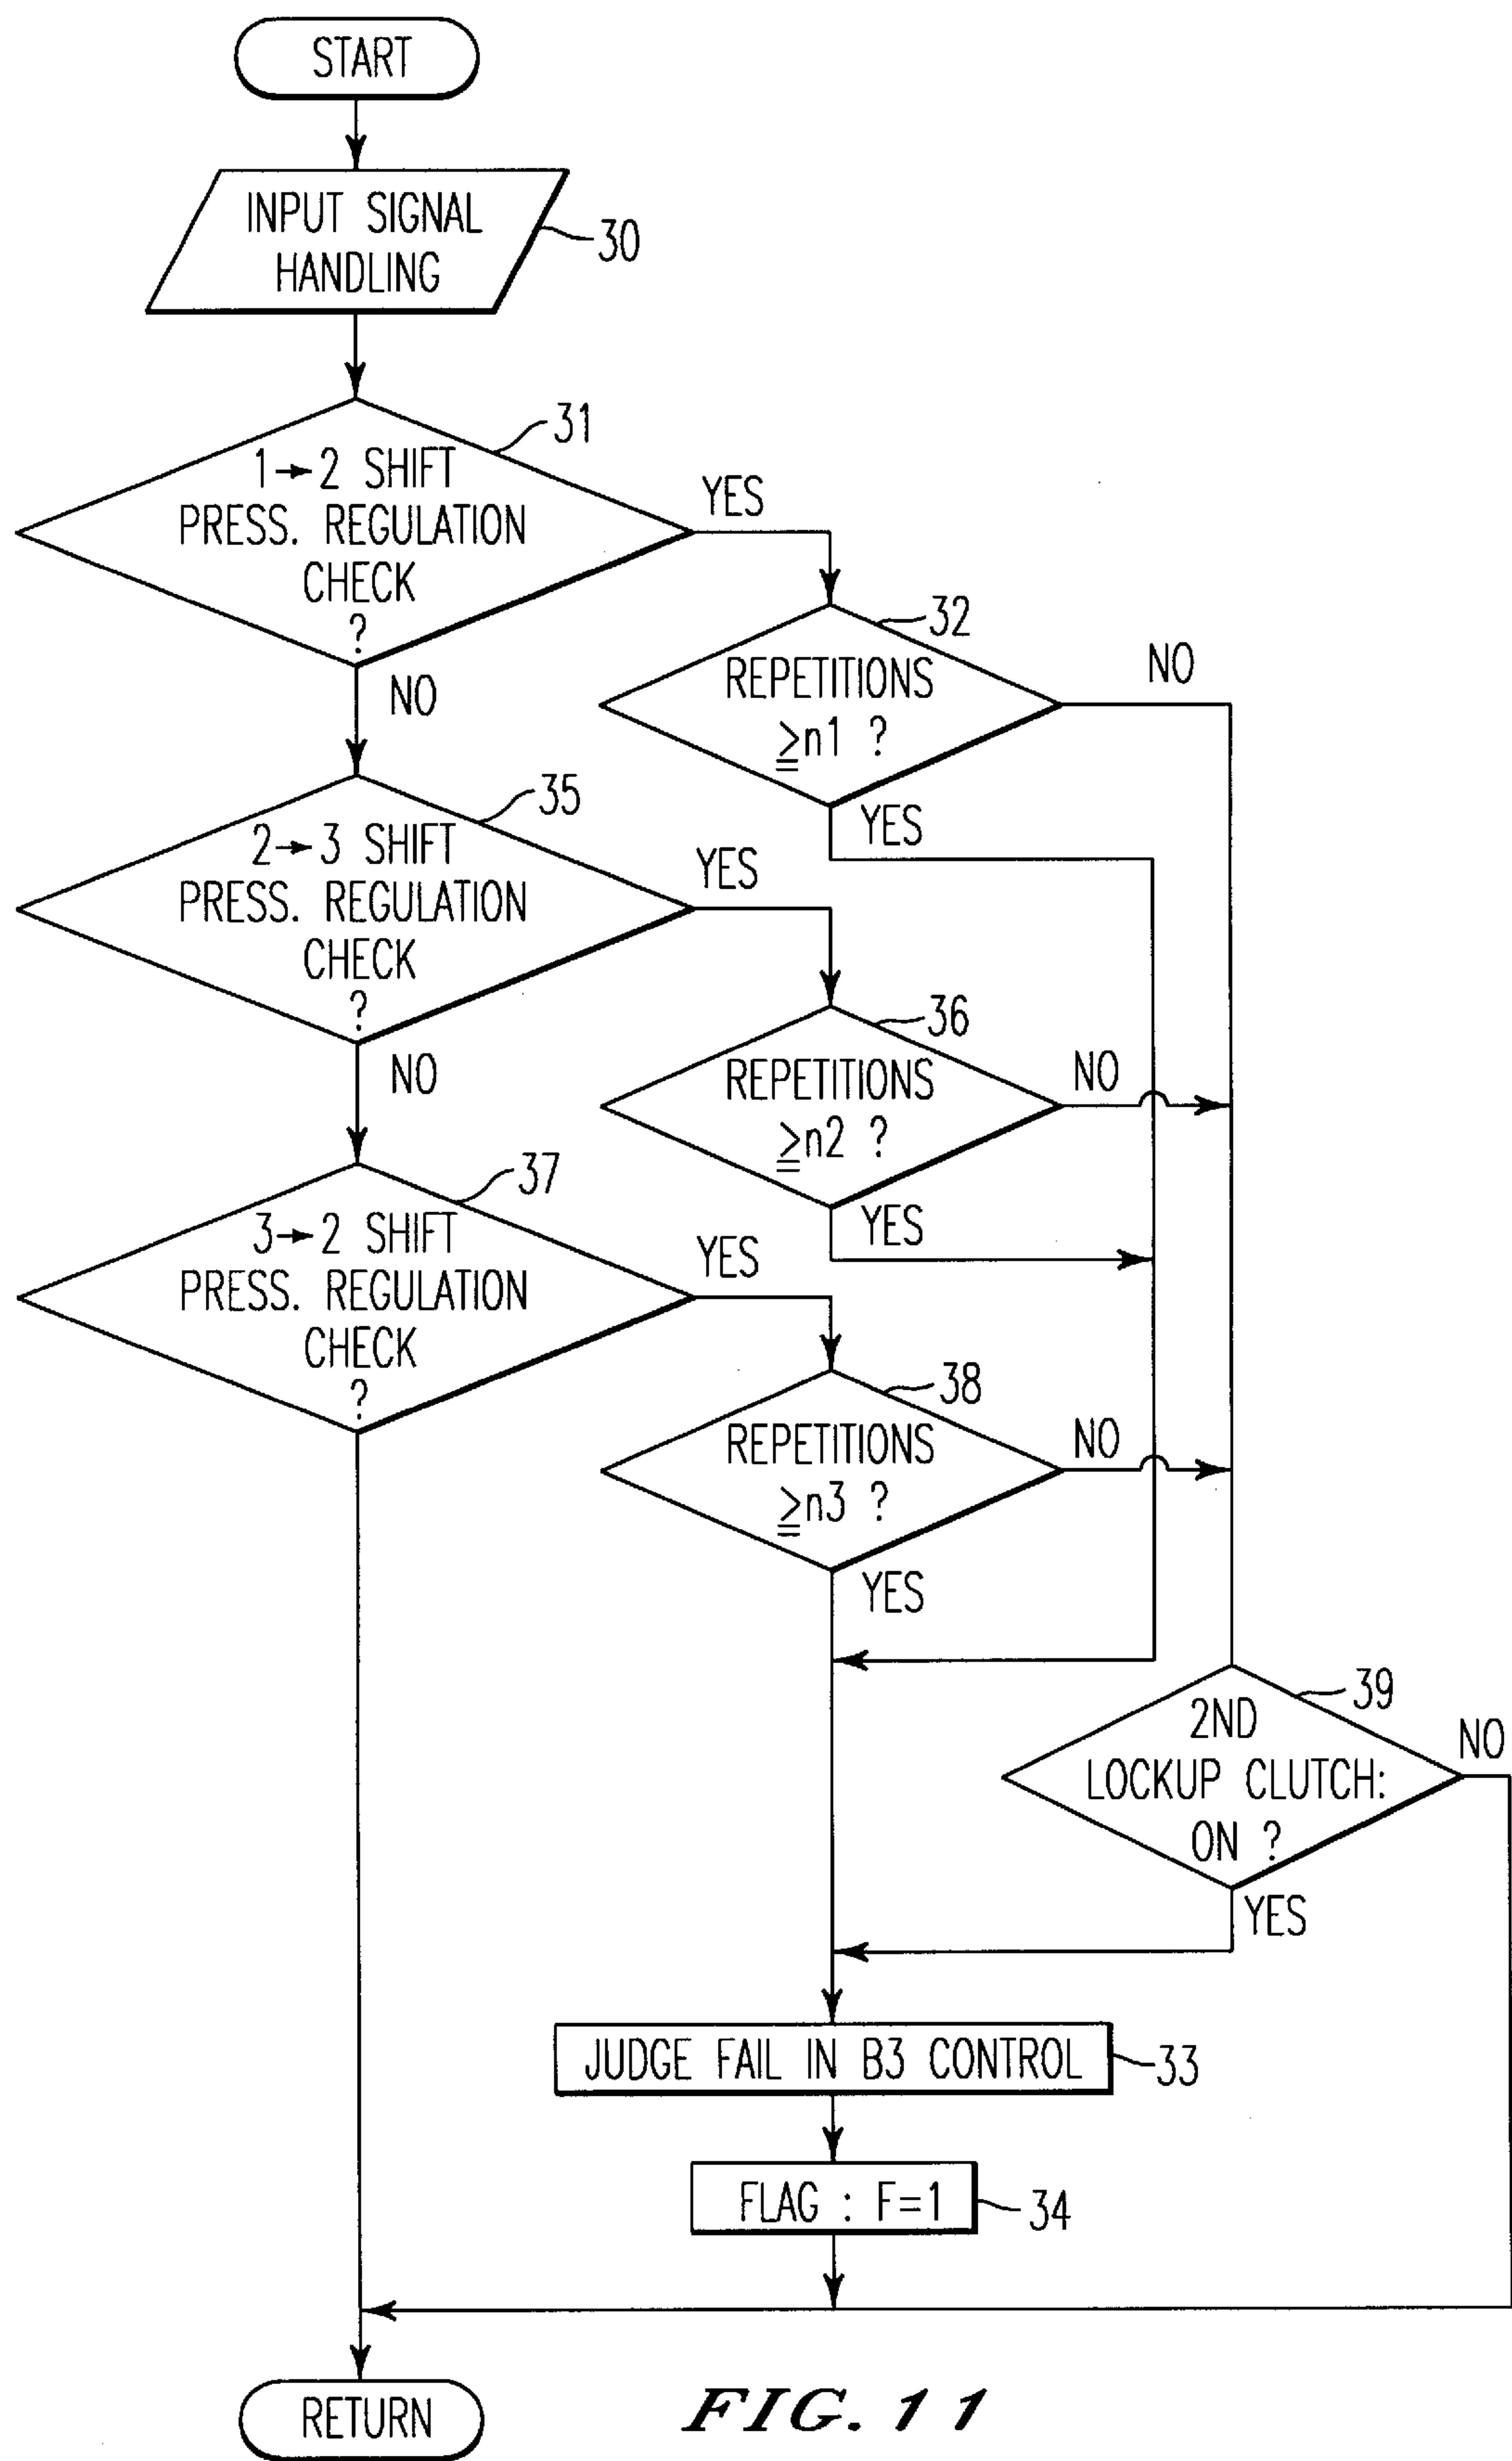 START
INPUT SIGNAL
HANDLING
30
31
1→2 SHIFT
PRESS. REGULATION
CHECK
?
YES
NO
32
REPETITIONS
≧n1 ?
NO
YES
35
2→3 SHIFT
PRESS. REGULATION
CHECK
?
YES
NO
36
REPETITIONS
≧n2 ?
NO
YES
37
3→2 SHIFT
PRESS. REGULATION
CHECK
?
YES
38
REPETITIONS
≧n3 ?
NO
YES
39
2ND
LOCKUP CLUTCH:
ON ?
NO
YES
JUDGE FAIL IN B3 CONTROL
33
FLAG : F=1
34
RETURN
FIG. 11